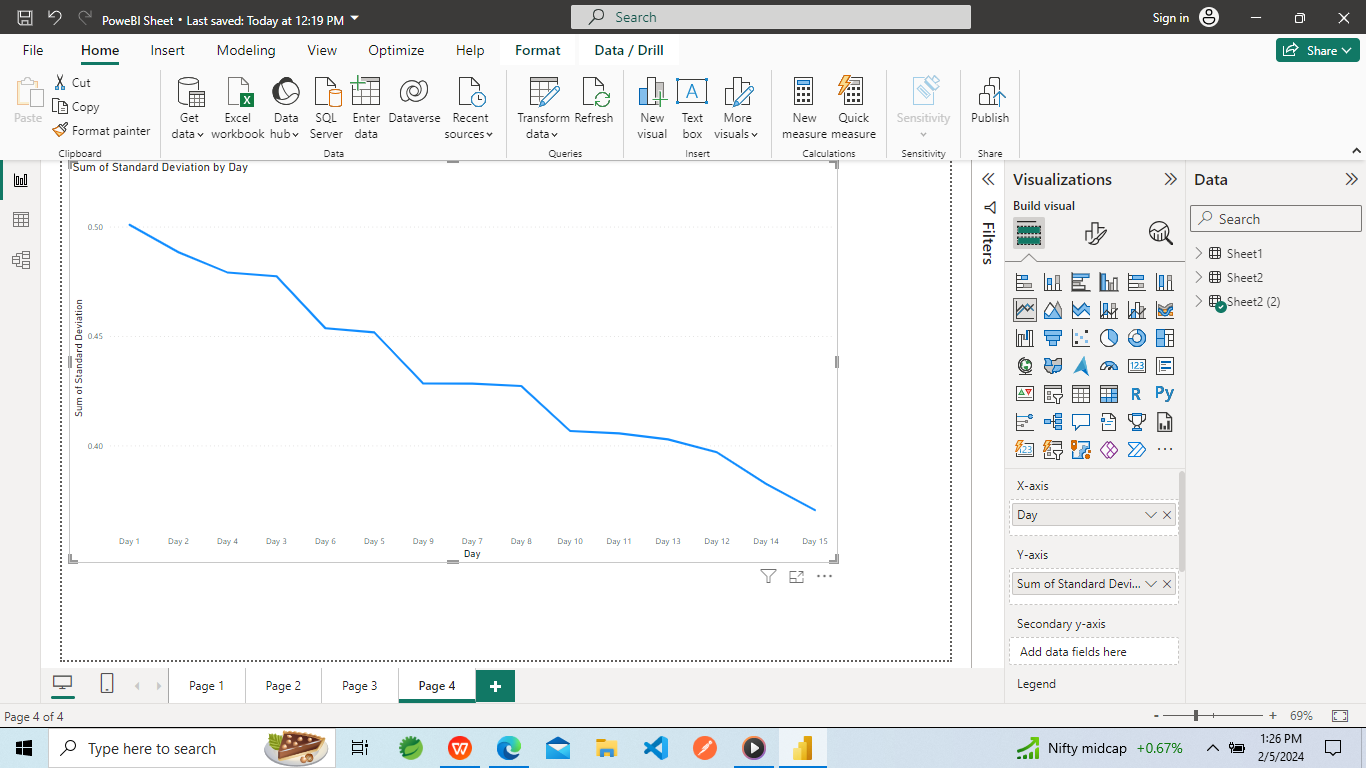 PoweBI Sheet • Last saved: Today at 12:19 PM
Search
Sign in
File
Home
Insert
Modeling
View
Optimize
Help
Format
Data / Drill
Share
Paste
Cut
Copy
Format painter
Clipboard
Get data
Excel workbook
Data hub
SQL Server
Enter data
Dataverse
Recent sources
Data
Transform data
Refresh
Queries
New visual
Text box
More visuals
Insert
New measure
Quick measure
Calculations
Sensitivity
Sensitivity
Publish
Share
Sum of Standard Deviation by Day
0.50
0.45
0.40
Sum of Standard Deviation
Day 1 Day 2 Day 4 Day 3 Day 6 Day 5 Day 9 Day 7 Day 8 Day 10 Day 11 Day 13 Day 12 Day 14 Day 15
Day
Filters
Visualizations
Build visual
123
R
Py
123
X-axis
Day
Y-axis
Sum of Standard Devi...
Secondary y-axis
Add data fields here
Legend
Data
Search
Sheet1
Sheet2
Sheet2 (2)
Page 1
Page 2
Page 3
Page 4
+
Page 4 of 4
- + 69%
Type here to search
Nifty midcap +0.67%
1:26 PM
2/5/2024